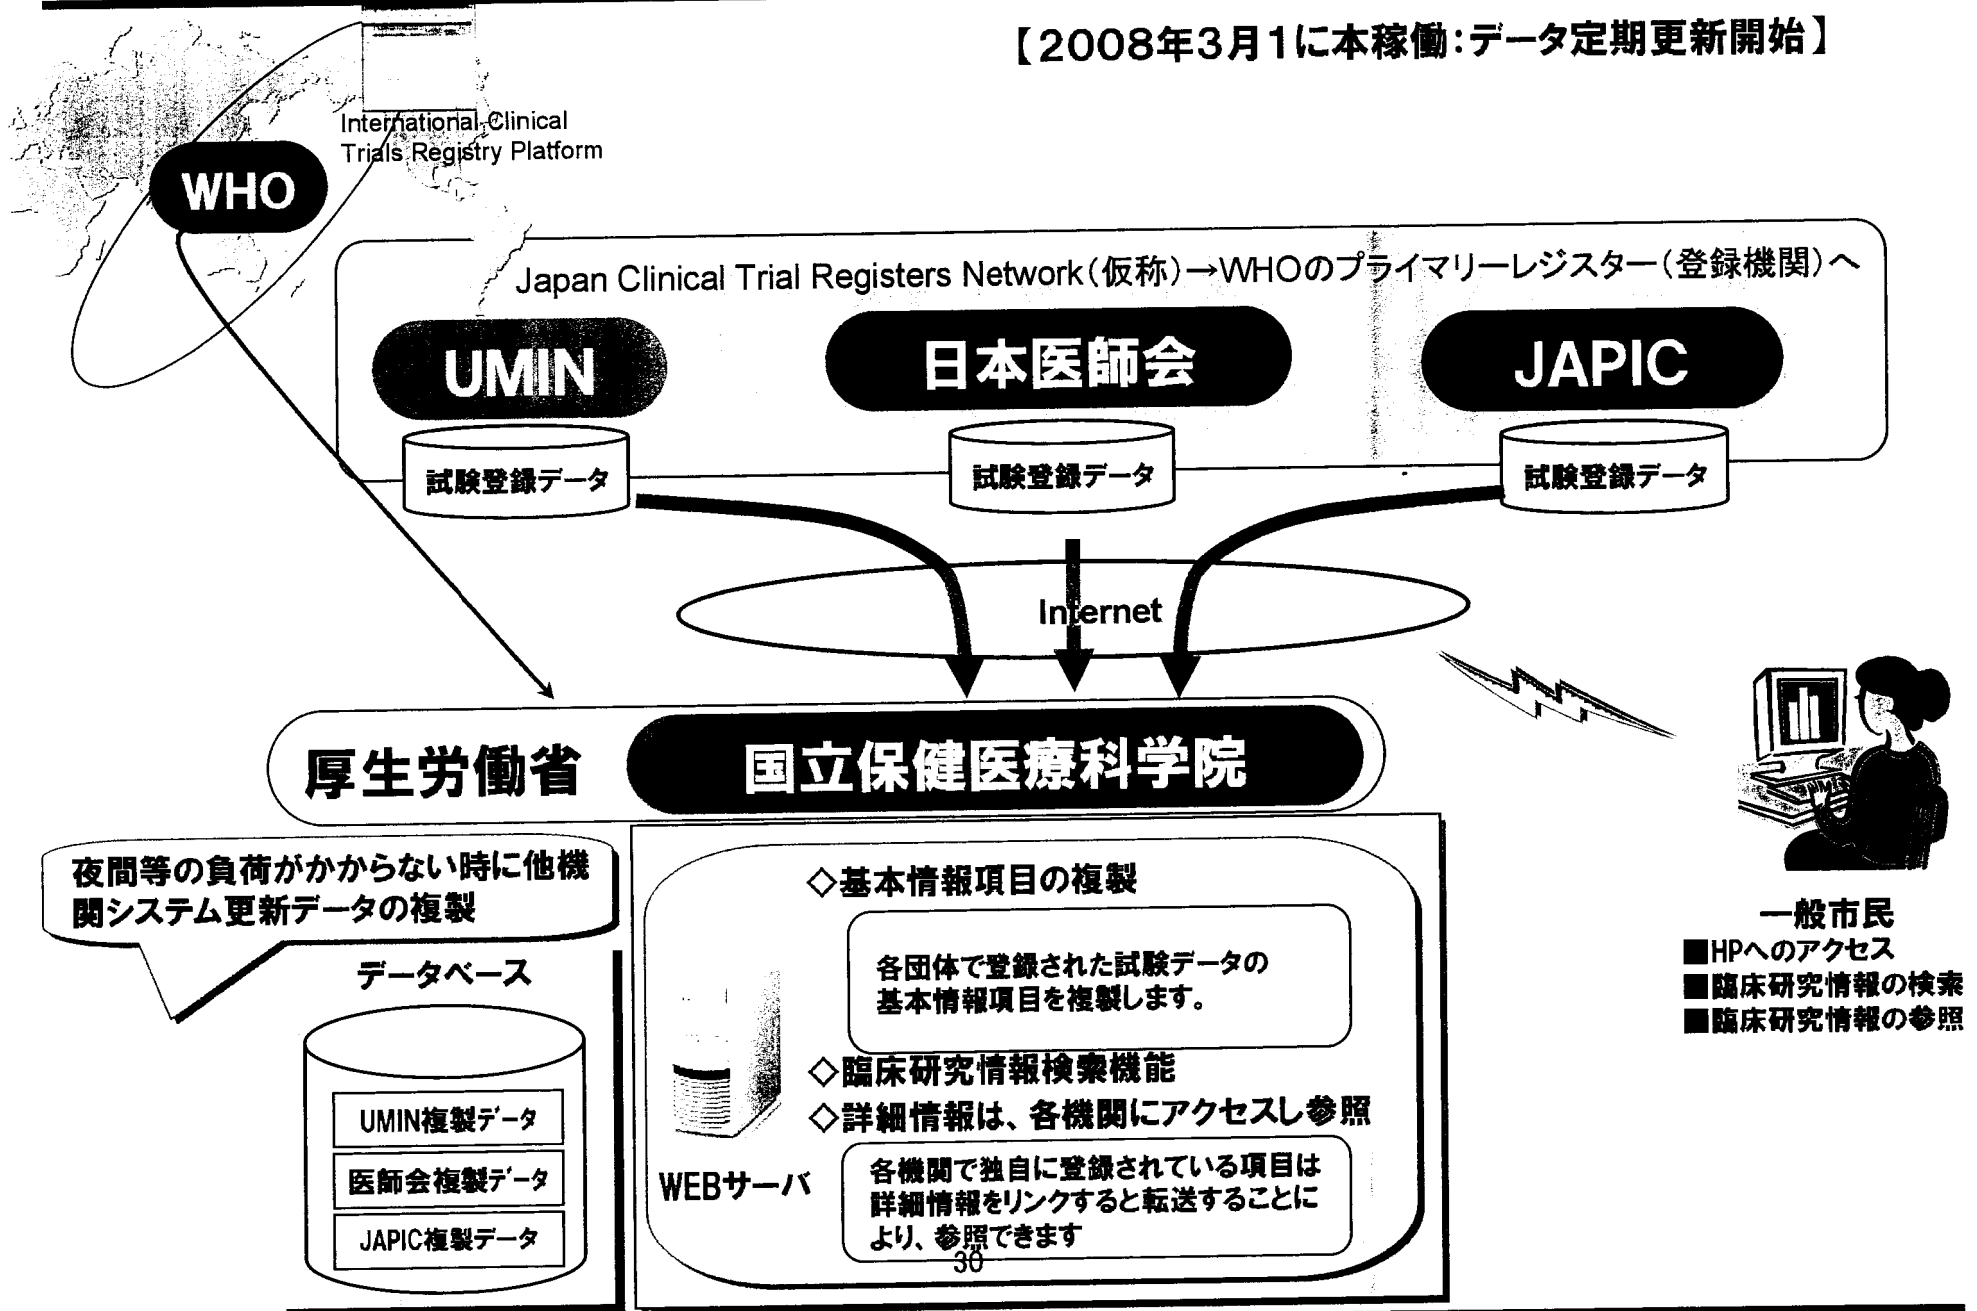 【2008年3月1に本稼働：データ定期更新開始】
International Clinical
Trials Registry Platform
WHO
Japan Clinical Trial Registers Network（仮称）→WHOのプライマリーレジスター（登録機関）へ
UMIN
日本医師会
JAPIC
試験登録データ
試験登録データ
試験登録データ
Internet
厚生労働省
国立保健医療科学院
夜間等の負荷がかからない時に他機
関システム更新データの複製
データベース
UMIN複製データ
医師会複製データ
JAPIC複製データ
◇基本情報項目の複製
各団体で登録された試験データの
基本情報項目を複製します。
◇臨床研究情報検索機能
◇詳細情報は、各機関にアクセスし参照
WEBサーバ
各機関で独自に登録されている項目は
詳細情報をリンクすると転送することに
より、参照できます
一般市民
■HPへのアクセス
■臨床研究情報の検索
■臨床研究情報の参照
30